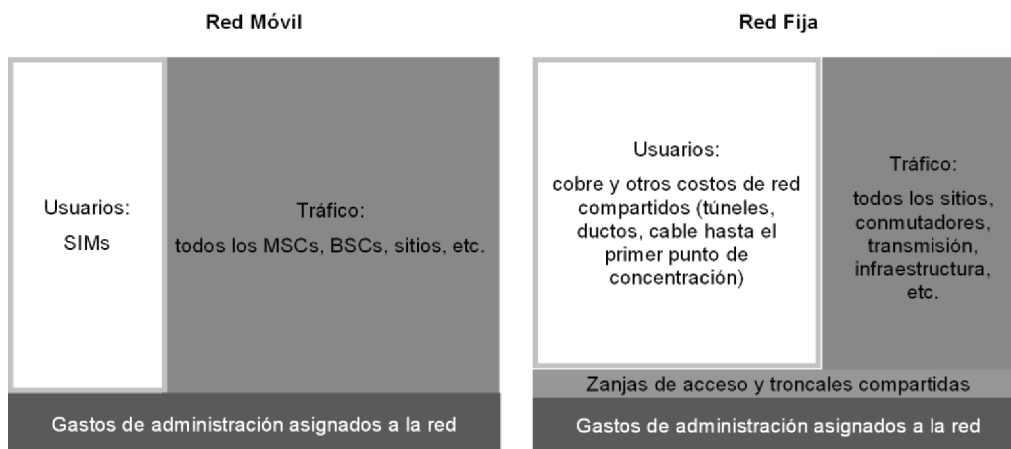 Red Móvil
Usuarios:
SIMs
Tráfico:
todos los MSCs, BSCs, sitios, etc.
Gastos de administración asignados a la red
Red Fija
Usuarios:
cobre y otros costos de red
compartidos (túneles,
ductos, cable hasta el
primer punto de
concentración)
Tráfico:
todos los sitios,
conmutadores,
transmisión,
infraestructura,
etc.
Zanjas de acceso y troncales compartidas
Gastos de administración asignados a la red